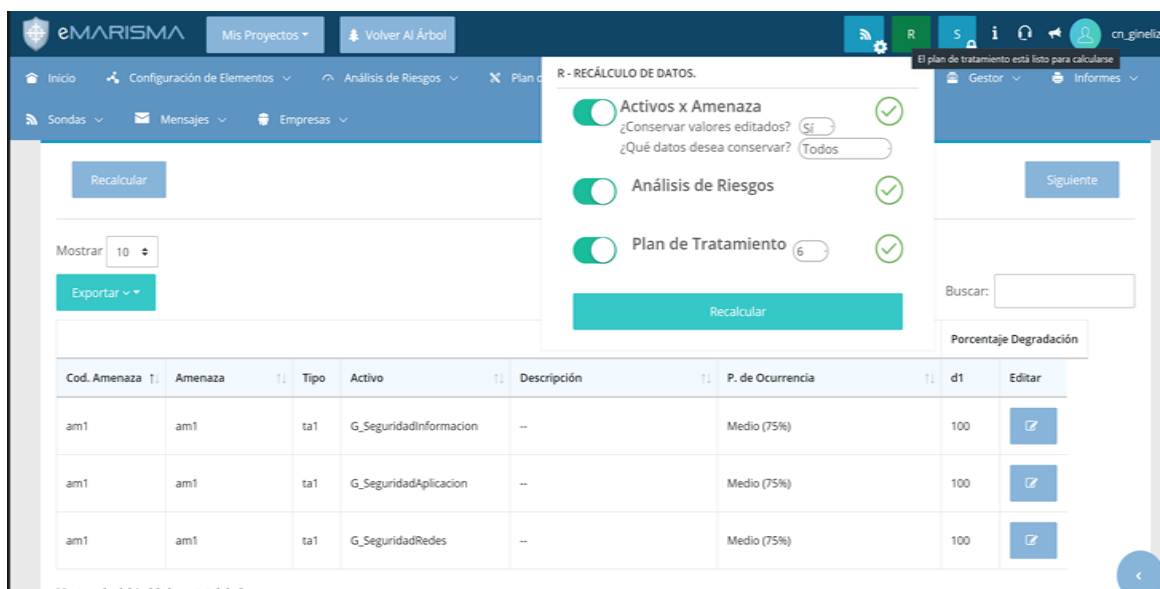 eMARISMA
Mis Proyectos
Volver Al Árbol
R
S
i
cn_gineliz
El plan de tratamiento está listo para calcularse
Inicio
Configuración de Elementos
Análisis de Riesgos
Plan d
Gestor
Informes
Sondas
Mensajes
Empresas
R - RECÁLCULO DE DATOS.
Activos x Amenaza
¿Conservar valores editados? Sí
¿Qué datos desea conservar? Todos
Análisis de Riesgos
Plan de Tratamiento 6
Recalcular
Recalcular
Siguiente
Mostrar 10
Exportar
Buscar:
Porcentaje Degradación
Cod. Amenaza Amenaza Tipo Activo Descripción P. de Ocurrencia d1 Editar
am1 am1 ta1 G_SeguridadInformacion -- Medio (75%) 100
am1 am1 ta1 G_SeguridadAplicacion -- Medio (75%) 100
am1 am1 ta1 G_SeguridadRedes -- Medio (75%) 100